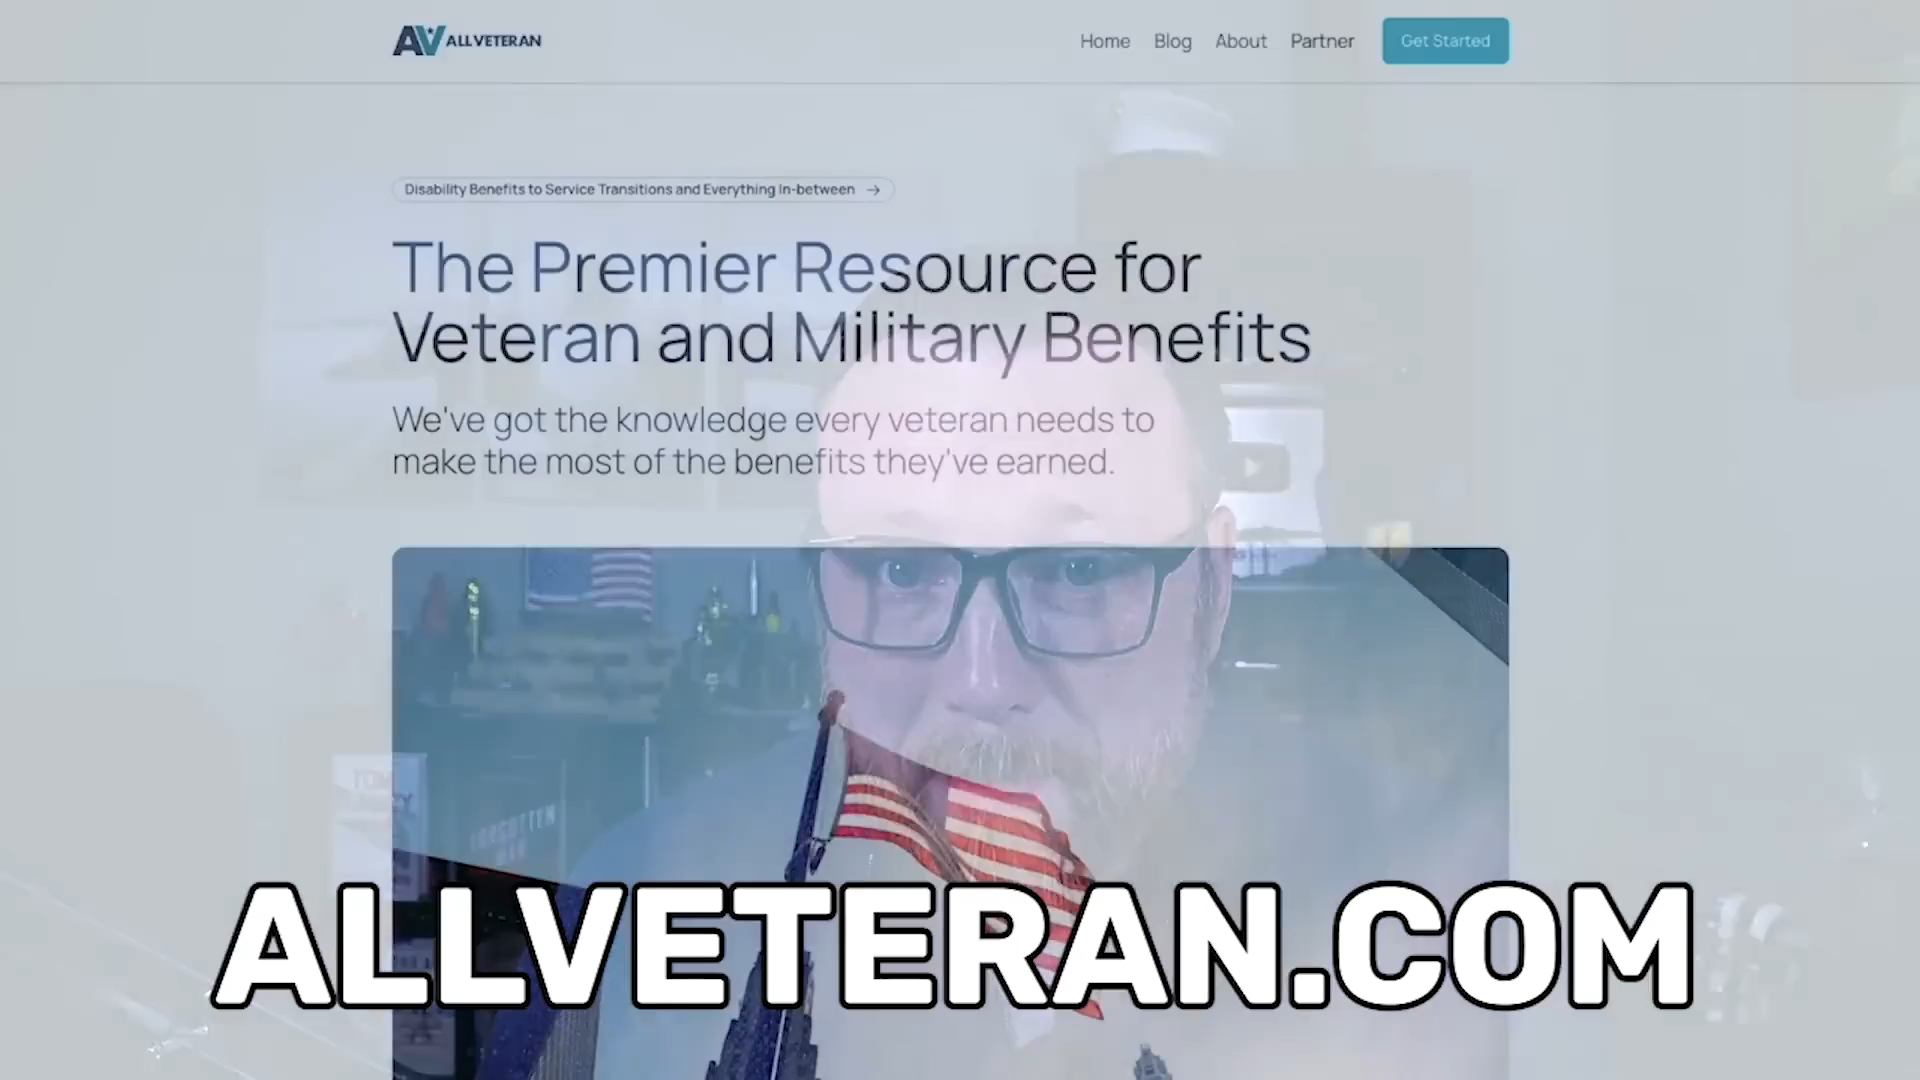 AV ALLVETERAN
Home Blog About Partner Get Started
Disability Benefits to Service Transitions and Everything In-between →
The Premier Resource for
Veteran and Military Benefits
We've got the knowledge every veteran needs to
make the most of the benefits they've earned.
TOM
FORGOTTEN
ALLVETERAN.COM